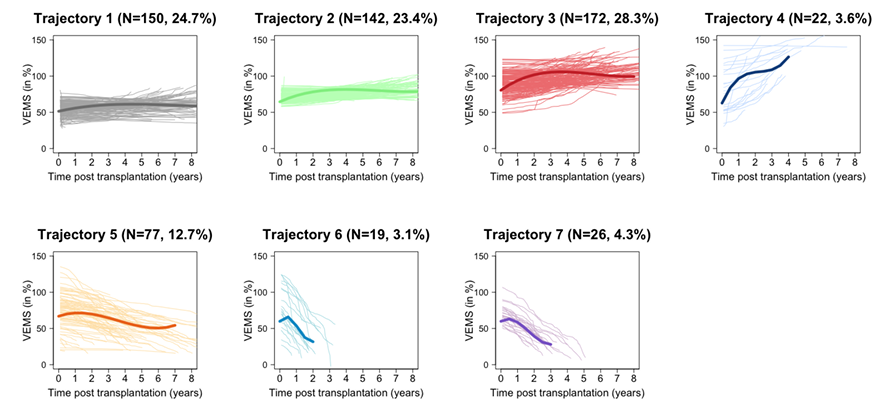 Trajectory 1 (N=150, 24.7%)
Trajectory 2 (N=142, 23.4%)
Trajectory 3 (N=172, 28.3%)
Trajectory 4 (N=22, 3.6%)
VEMS (in %)
150
100
50
0
0 1 2 3 4 5 6 7 8
Time post transplantation (years)
VEMS (in %)
150
100
50
0
0 1 2 3 4 5 6 7 8
Time post transplantation (years)
VEMS (in %)
150
100
50
0
0 1 2 3 4 5 6 7 8
Time post transplantation (years)
VEMS (in %)
150
100
50
0
0 1 2 3 4 5 6 7 8
Time post transplantation (years)
Trajectory 5 (N=77, 12.7%)
Trajectory 6 (N=19, 3.1%)
Trajectory 7 (N=26, 4.3%)
VEMS (in %)
150
100
50
0
0 1 2 3 4 5 6 7 8
Time post transplantation (years)
VEMS (in %)
150
100
50
0
0 1 2 3 4 5 6 7 8
Time post transplantation (years)
VEMS (in %)
150
100
50
0
0 1 2 3 4 5 6 7 8
Time post transplantation (years)